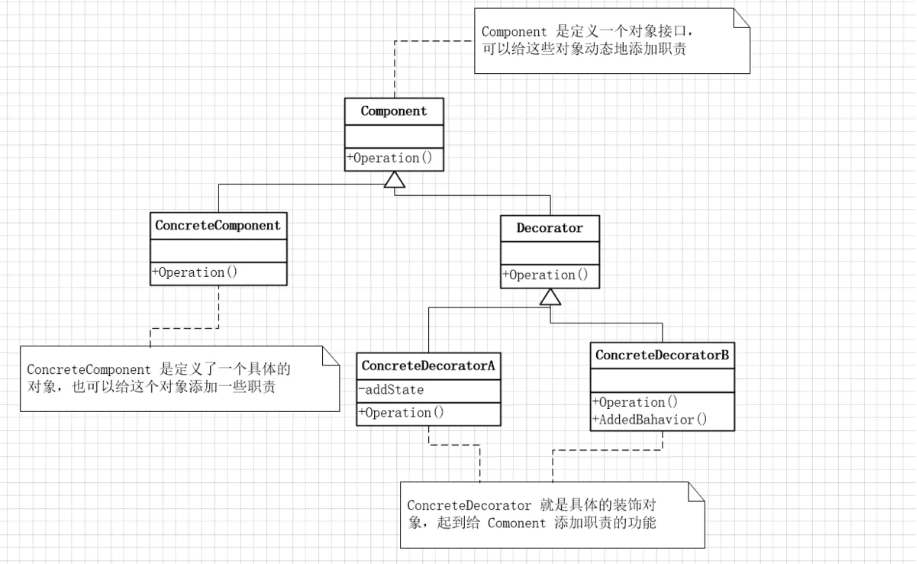 Component 是定义一个对象接口，
可以给这些对象动态地添加职责
Component
+Operation()
ConcreteComponent
+Operation()
Decorator
+Operation()
ConcreteComponent 是定义了一个具体的
对象，也可以给这个对象添加一些职责
ConcreteDecoratorA
-addState
+Operation()
ConcreteDecoratorB
+Operation()
+AddedBahavior()
ConcreteDecorator 就是具体的装饰对
象，起到给 Comonent 添加职责的功能